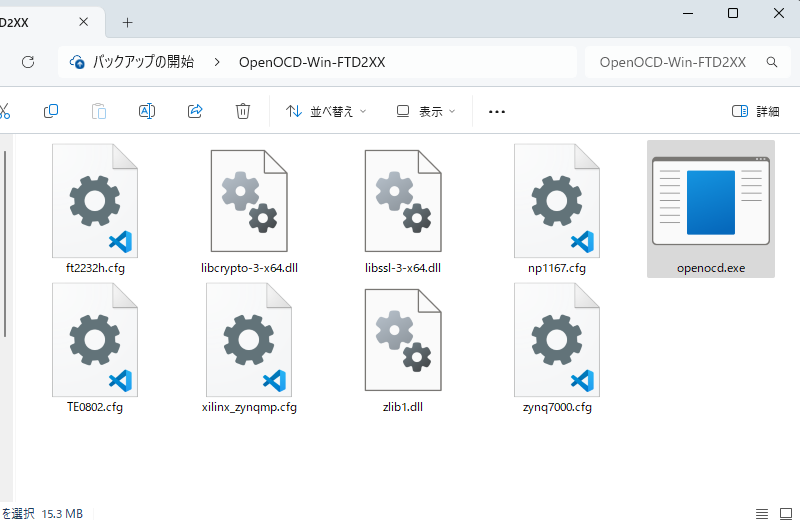 D2XX
バックアップの開始 > OpenOCD-Win-FTD2XX
OpenOCD-Win-FTD2XX
並べ替え
表示
詳細
ft2232h.cfg
libcrypto-3-x64.dll
libssl-3-x64.dll
np1167.cfg
openocd.exe
TE0802.cfg
xilinx_zynqmp.cfg
zlib1.dll
zynq7000.cfg
を選択 15.3 MB